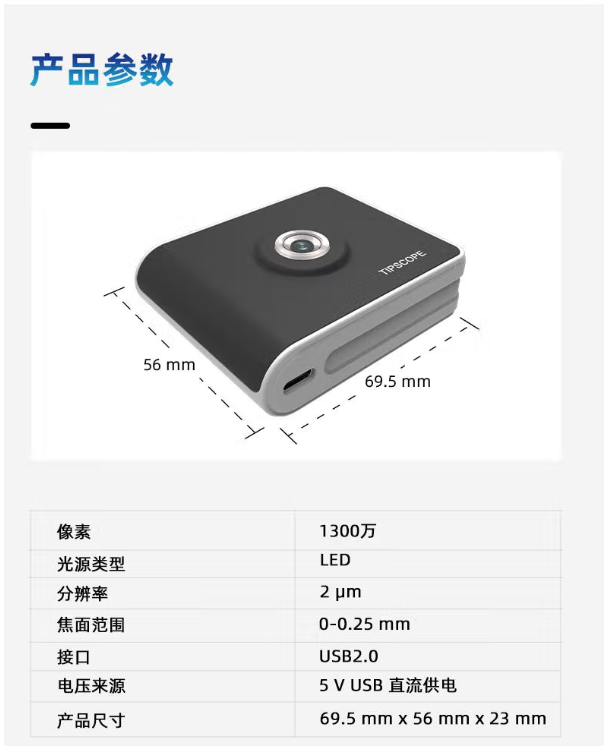 产品参数
TIPSCOPE
56 mm
69.5 mm
像素 1300万
光源类型 LED
分辨率 2 μm
焦面范围 0-0.25 mm
接口 USB2.0
电压来源 5 V USB 直流供电
产品尺寸 69.5 mm x 56 mm x 23 mm